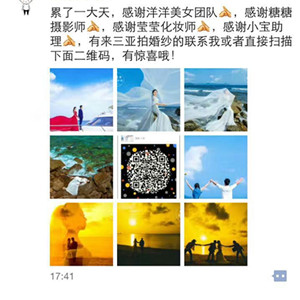 累了一大天，感谢洋洋美女团队🙏，感谢糖糖
摄影师🙏，感谢莹莹化妆师🙏，感谢小宝助
理🙏，有来三亚拍婚纱的联系我或者直接扫描
下面二维码，有惊喜哦！
17:41